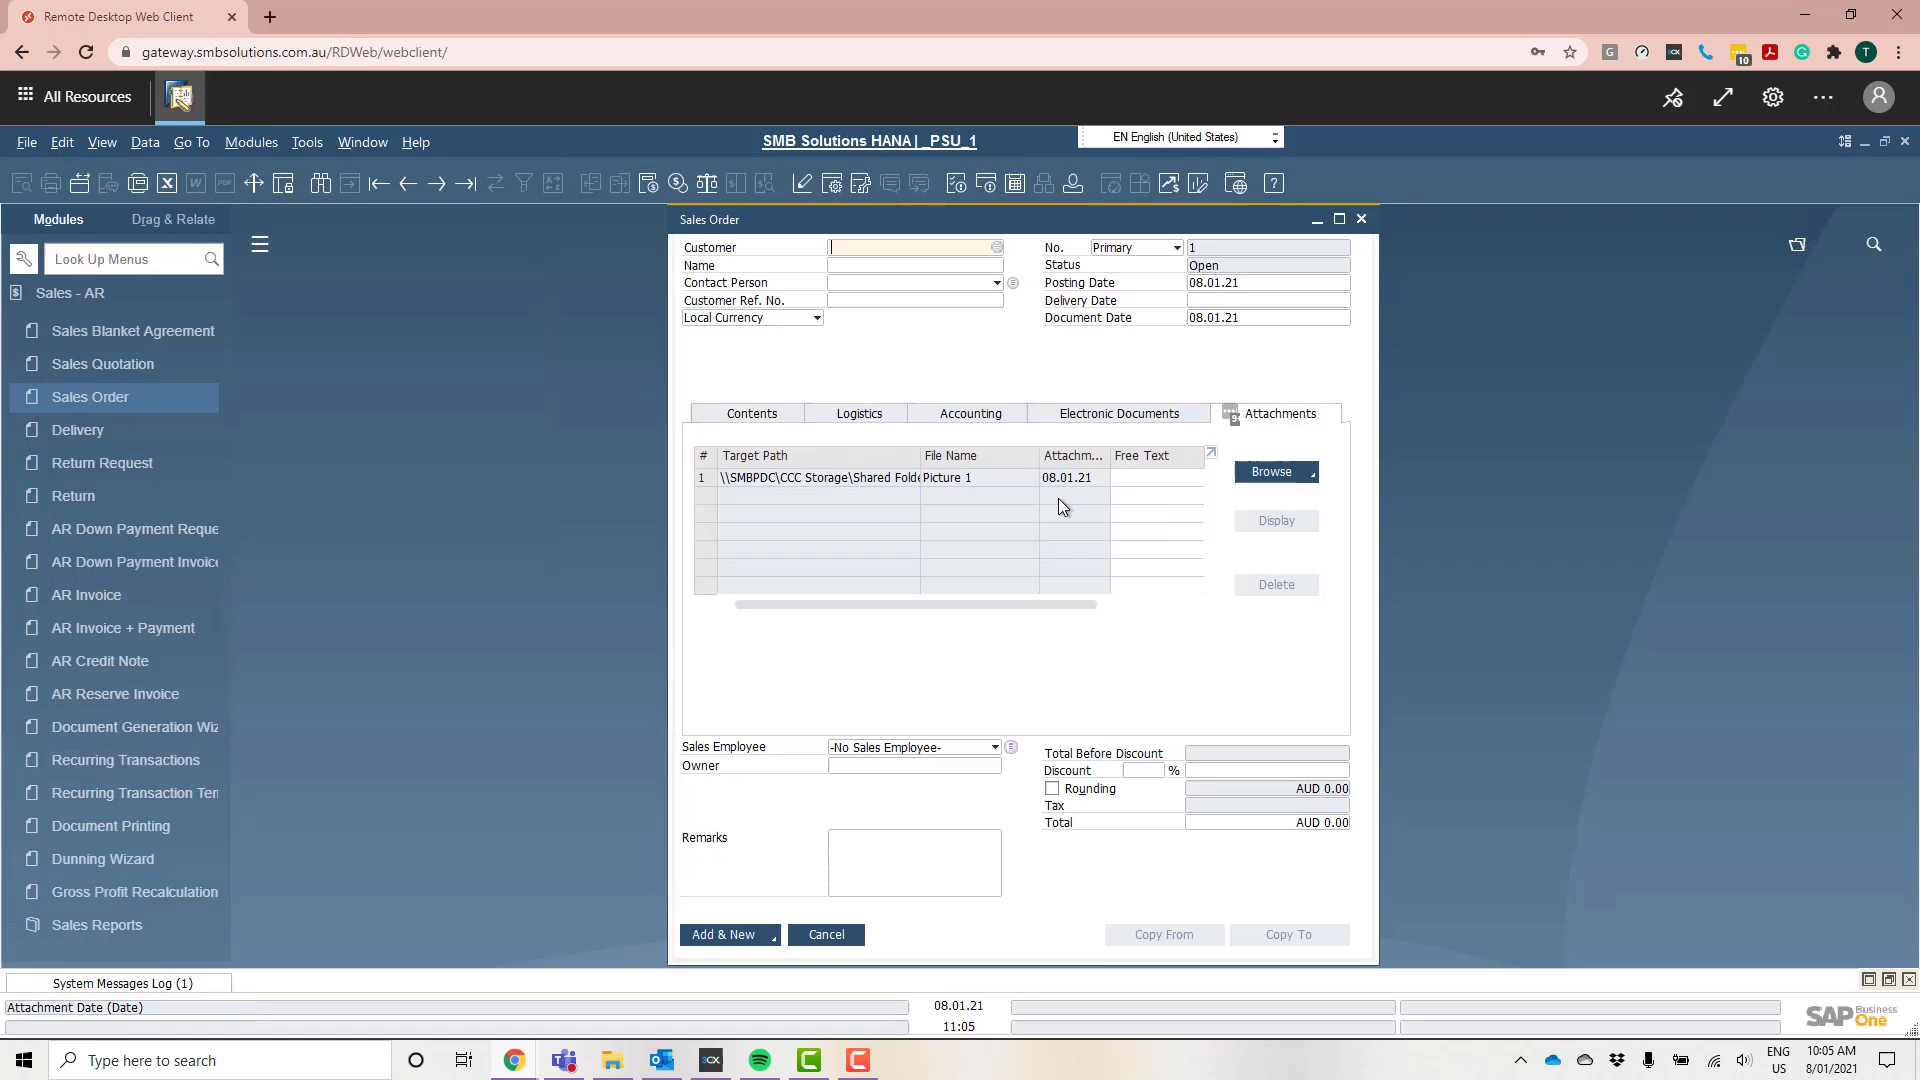 Remote Desktop Web Client
gateway.smbsolutions.com.au/RDWeb/webclient/
G
3CX
10
T
All Resources
File Edit View Data Go To Modules Tools Window Help
SMB Solutions HANA|_PSU_1
EN English (United States)
Modules Drag & Relate
Look Up Menus
Sales - AR
Sales Blanket Agreement
Sales Quotation
Sales Order
Delivery
Return Request
Return
AR Down Payment Reque
AR Down Payment Invoice
AR Invoice
AR Invoice + Payment
AR Credit Note
AR Reserve Invoice
Document Generation Wiz
Recurring Transactions
Recurring Transaction Ten
Document Printing
Dunning Wizard
Gross Profit Recalculation
Sales Reports
Sales Order
Customer
Name
Contact Person
Customer Ref. No.
Local Currency
No. Primary 1
Status Open
Posting Date 08.01.21
Delivery Date
Document Date 08.01.21
Contents Logistics Accounting Electronic Documents Attachments
# Target Path File Name Attachm... Free Text
1 \\SMBPDC\CCC Storage\Shared Folde Picture 1 08.01.21
Browse
Display
Delete
Sales Employee -No Sales Employee-
Owner
Remarks
Total Before Discount
Discount %
Rounding AUD 0.00
Tax
Total AUD 0.00
Add & New Cancel Copy From Copy To
System Messages Log (1)
Attachment Date (Date) 08.01.21
11:05
SAP Business One
Type here to search
3CX
ENG
US
10:05 AM
8/01/2021